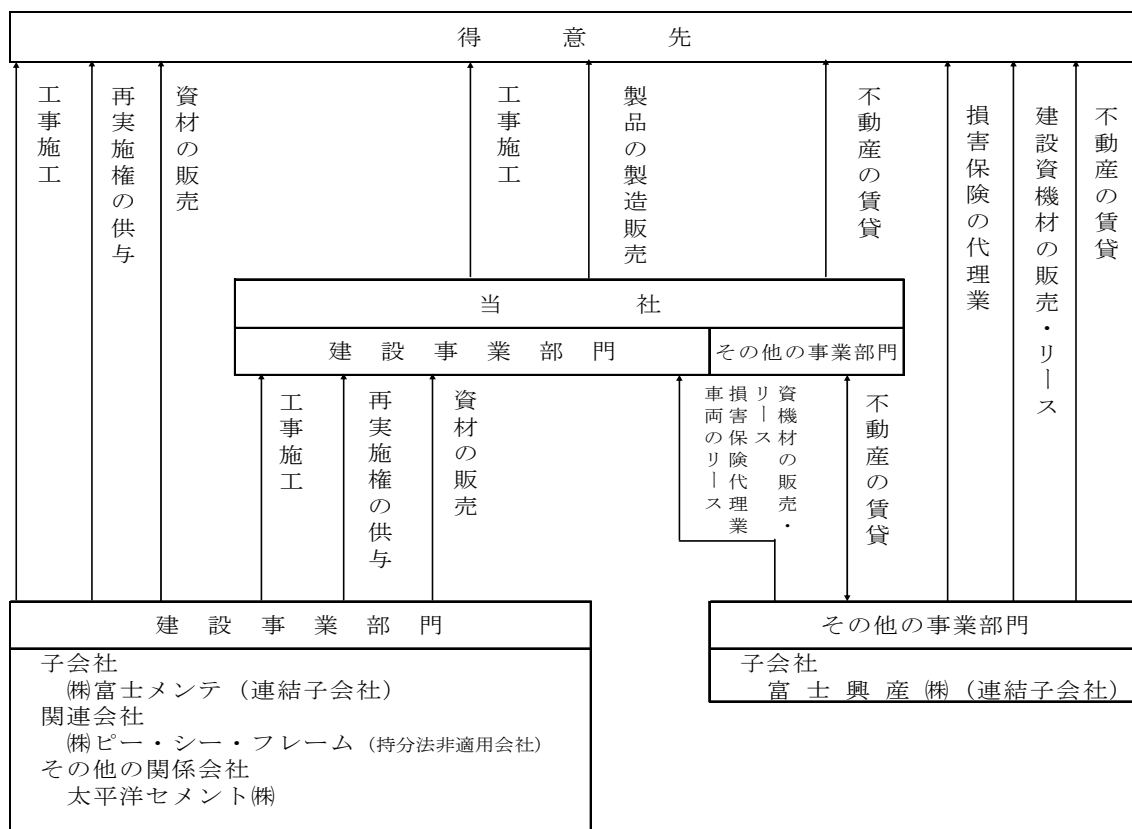 得意先
工事施工
再実施権の供与
資材の販売
工事施工
製品の製造販売
不動産の賃貸
損害保険の代理業
建設資機材の販売・リース
不動産の賃貸
当社
建設事業部門
その他の事業部門
工事施工
再実施権の供与
資材の販売
資機材の販売・
リース
損害保険代理業
車両のリース
不動産の賃貸
建設事業部門
子会社
㈱富士メンテ（連結子会社）
関連会社
㈱ピー・シー・フレーム（持分法非適用会社）
その他の関係会社
太平洋セメント㈱
その他の事業部門
子会社
富士興産㈱（連結子会社）